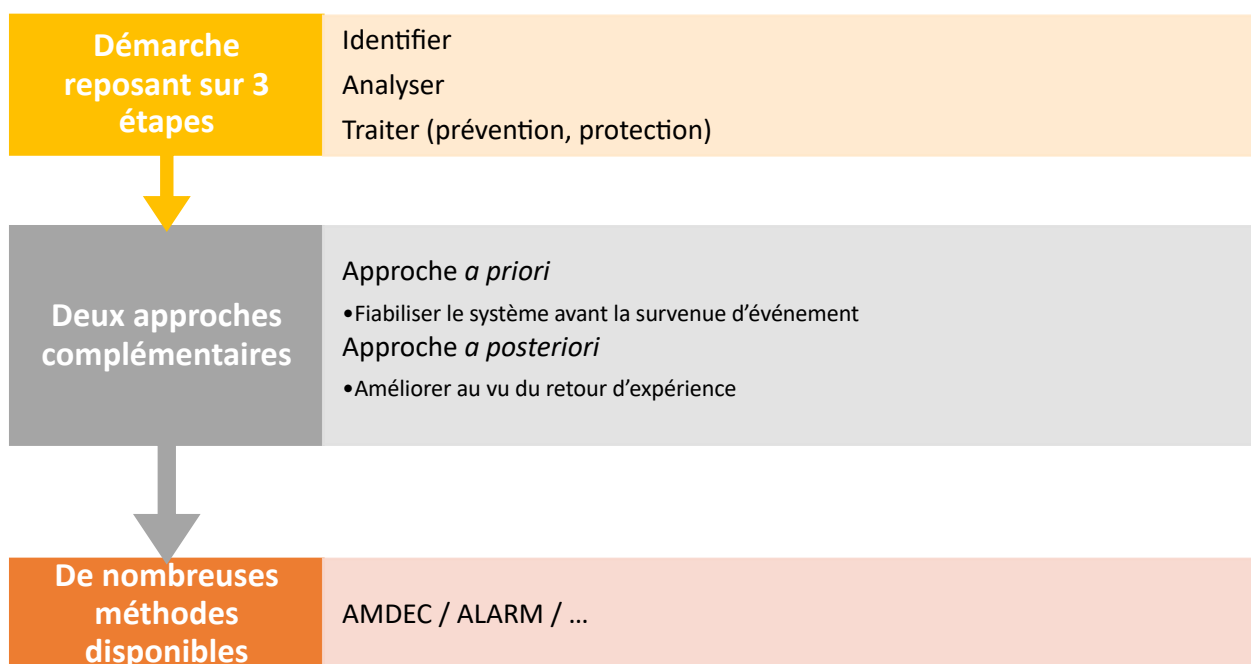 Démarche
reposant sur 3
étapes
Identifier
Analyser
Traiter (prévention, protection)
Deux approches
complémentaires
Approche a priori
•Fiabiliser le système avant la survenue d’événement
Approche a posteriori
•Améliorer au vu du retour d’expérience
De nombreuses
méthodes
disponibles
AMDEC / ALARM / …